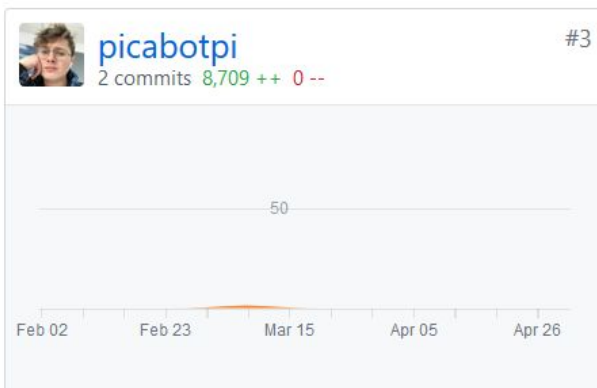 picabotpi #3
2 commits 8,709 ++ 0 --
50
Feb 02 Feb 23 Mar 15 Apr 05 Apr 26